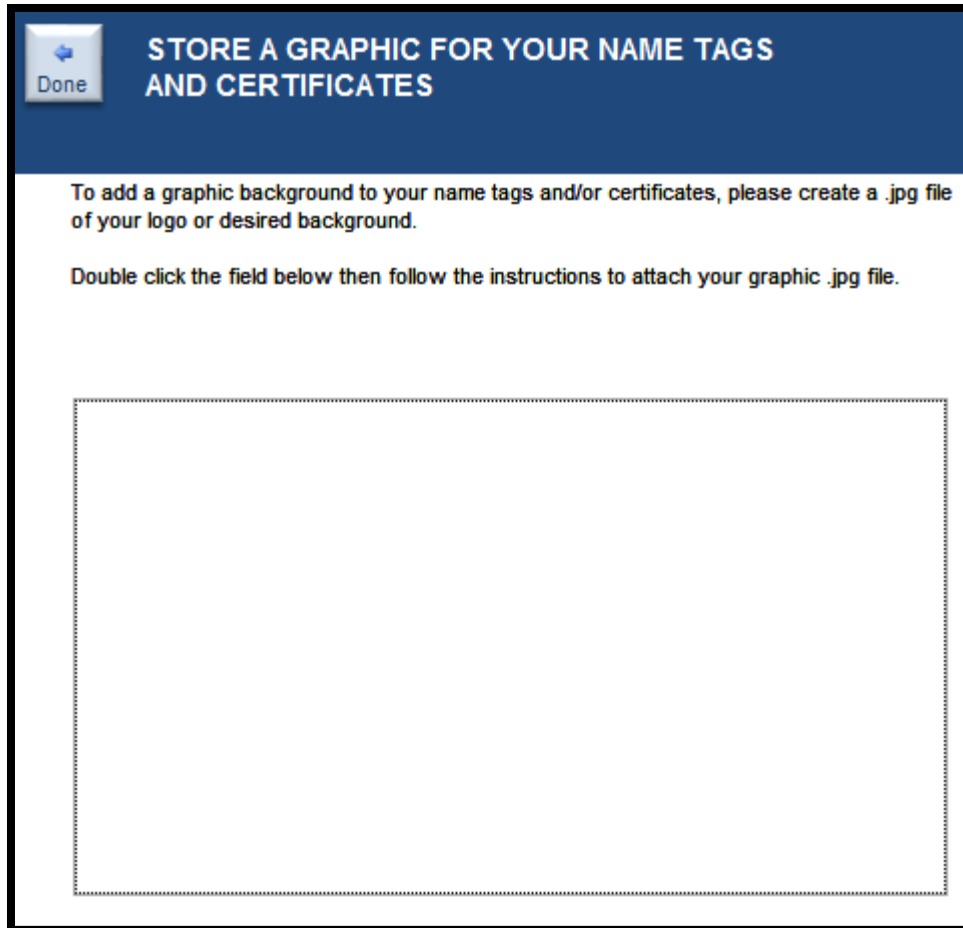 Done
STORE A GRAPHIC FOR YOUR NAME TAGS
AND CERTIFICATES
To add a graphic background to your name tags and/or certificates, please create a .jpg file
of your logo or desired background.
Double click the field below then follow the instructions to attach your graphic .jpg file.